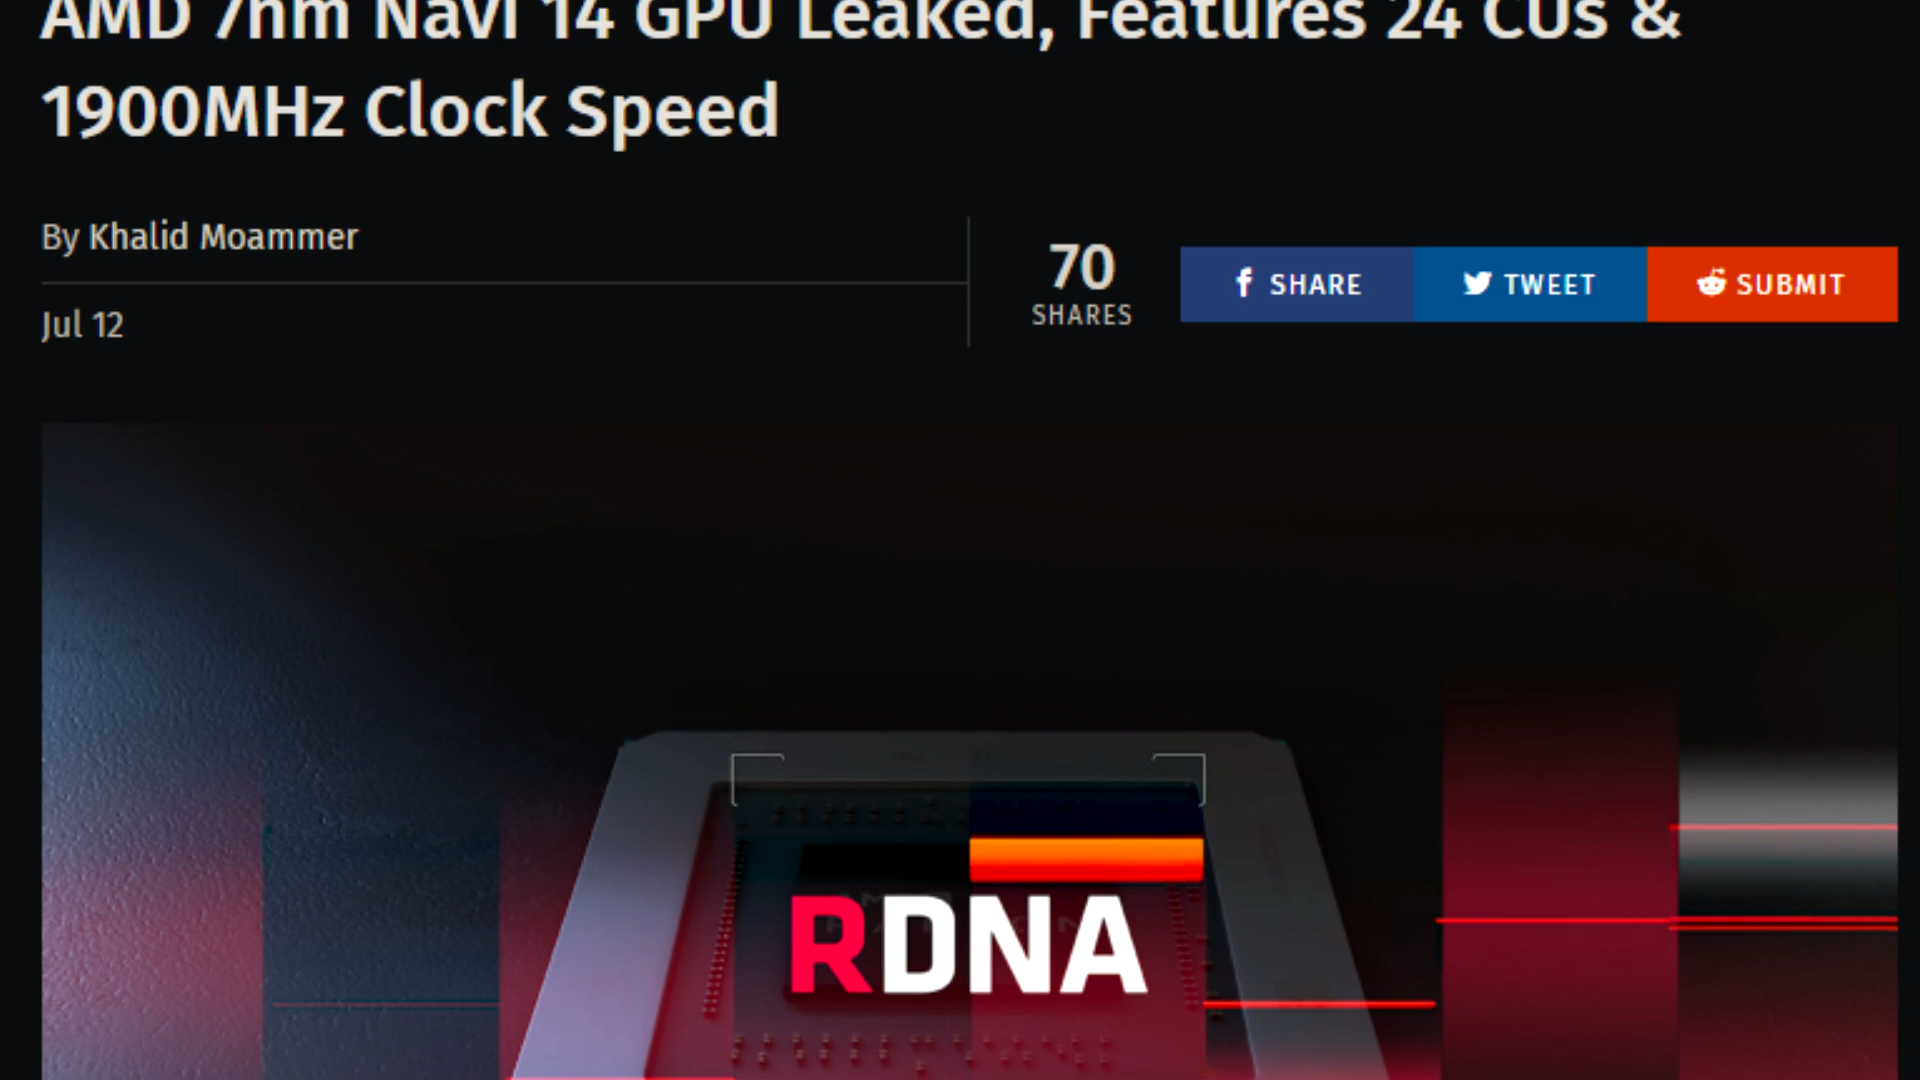 AMD 7nm Navi 14 GPU Leaked, Features 24 CUs &
1900MHz Clock Speed
By Khalid Moammer
Jul 12
70
SHARES
SHARE
TWEET
SUBMIT
RDNA